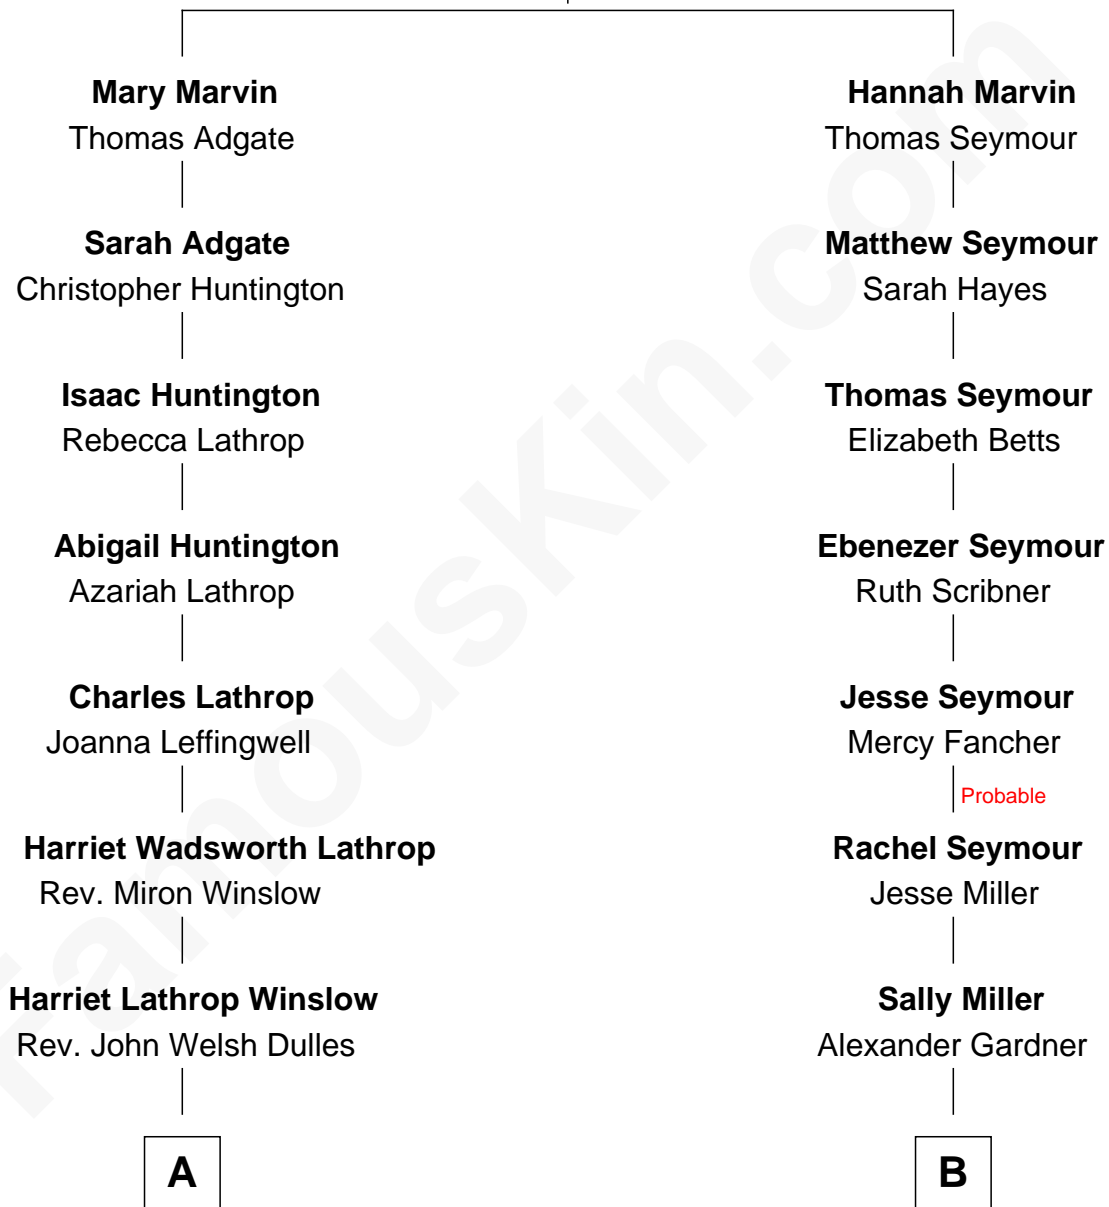 Mary Marvin
Thomas Adgate
Sarah Adgate
Christopher Huntington
Isaac Huntington
Rebecca Lathrop
Abigail Huntington
Azariah Lathrop
Charles Lathrop
Joanna Leffingwell
Harriet Wadsworth Lathrop
Rev. Miron Winslow
Harriet Lathrop Winslow
Rev. John Welsh Dulles
A
Hannah Marvin
Thomas Seymour
Matthew Seymour
Sarah Hayes
Thomas Seymour
Elizabeth Betts
Ebenezer Seymour
Ruth Scribner
Jesse Seymour
Mercy Fancher
Probable
Rachel Seymour
Jesse Miller
Sally Miller
Alexander Gardner
B
FamousKin.com